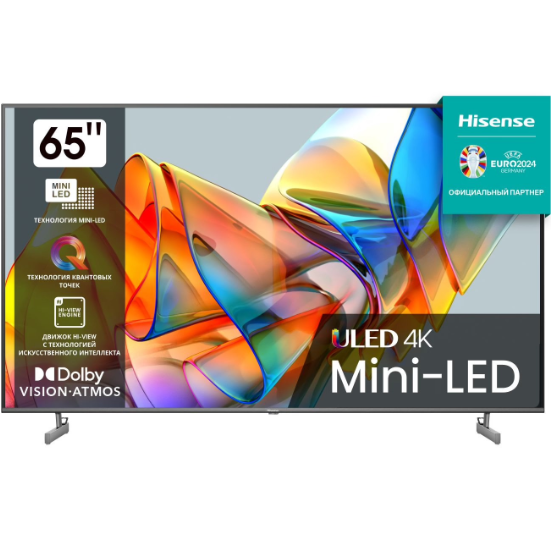 65"
MINI
LED
ТЕХНОЛОГИЯ MINI-LED
ТЕХНОЛОГИЯ КВАНТОВЫХ
ТОЧЕК
HI-VIEW
ENGINE
ДВИЖОК HI-VIEW
С ТЕХНОЛОГИЕЙ
ИСКУССТВЕННОГО ИНТЕЛЛЕКТА
Dolby
VISION·ATMOS
Hisense
UEFA
EURO2024
GERMANY
ОФИЦИАЛЬНЫЙ ПАРТНЕР
ULED 4K
Mini-LED